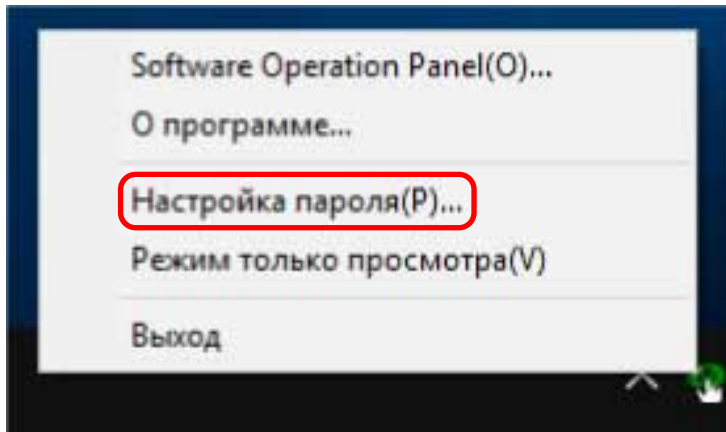 Software Operation Panel(O)...
О программе...
Настройка пароля(P)...
Режим только просмотра(V)
Выход